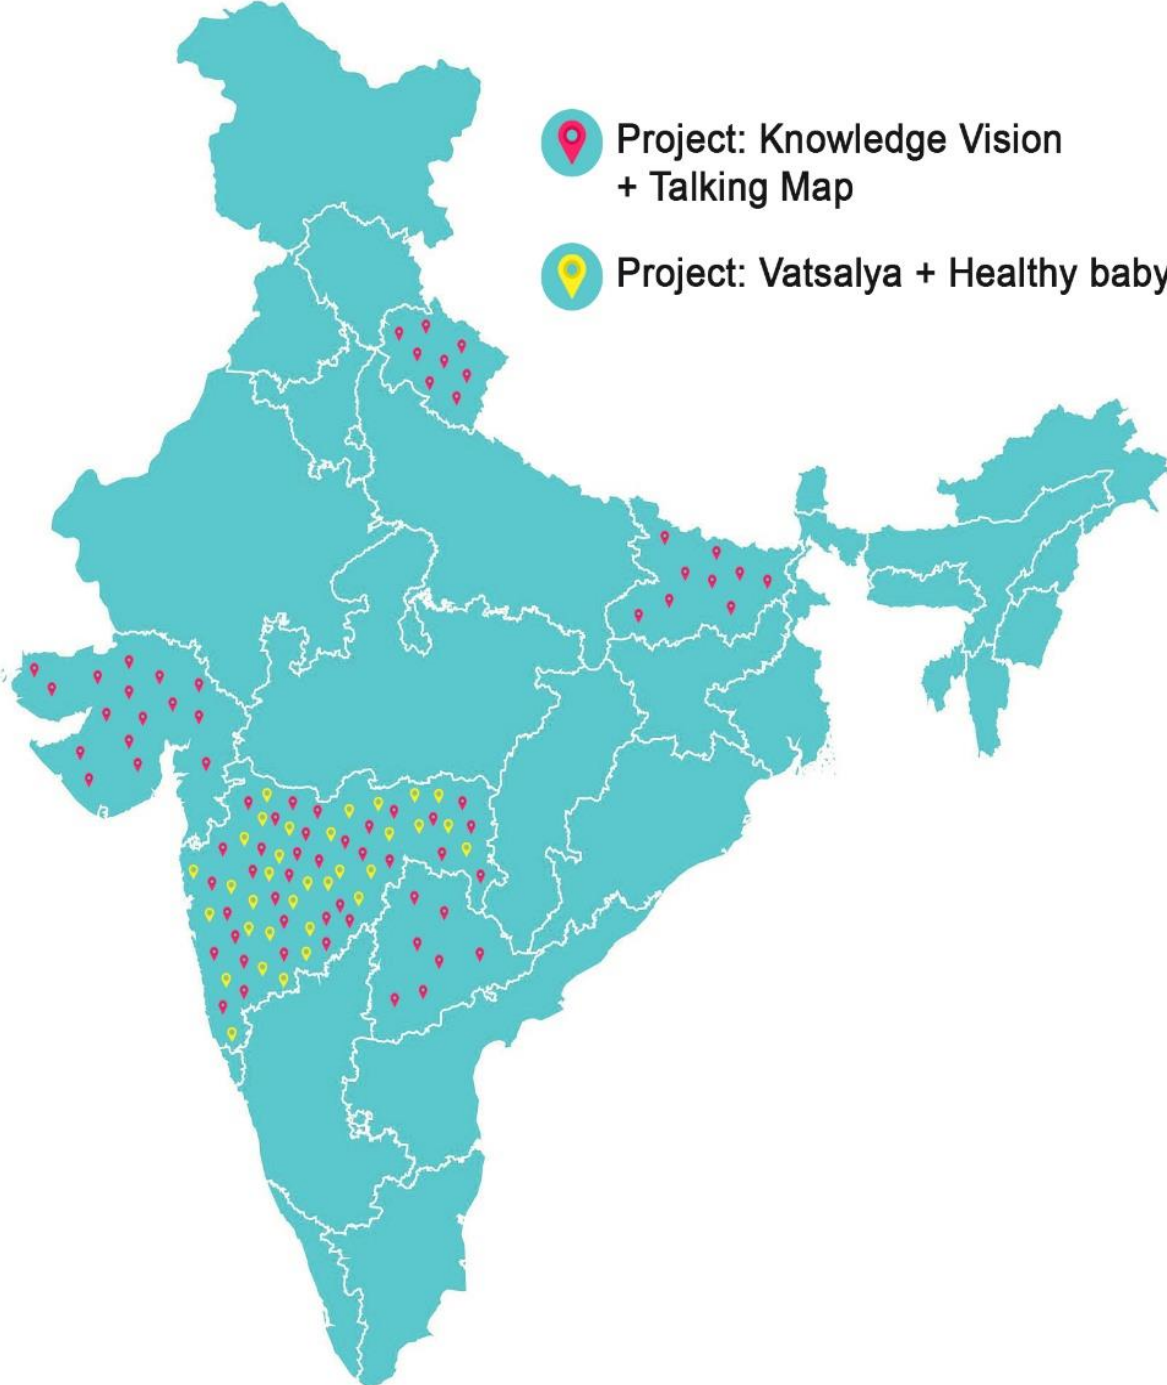 Project: Knowledge Vision
+ Talking Map
Project: Vatsalya + Healthy baby